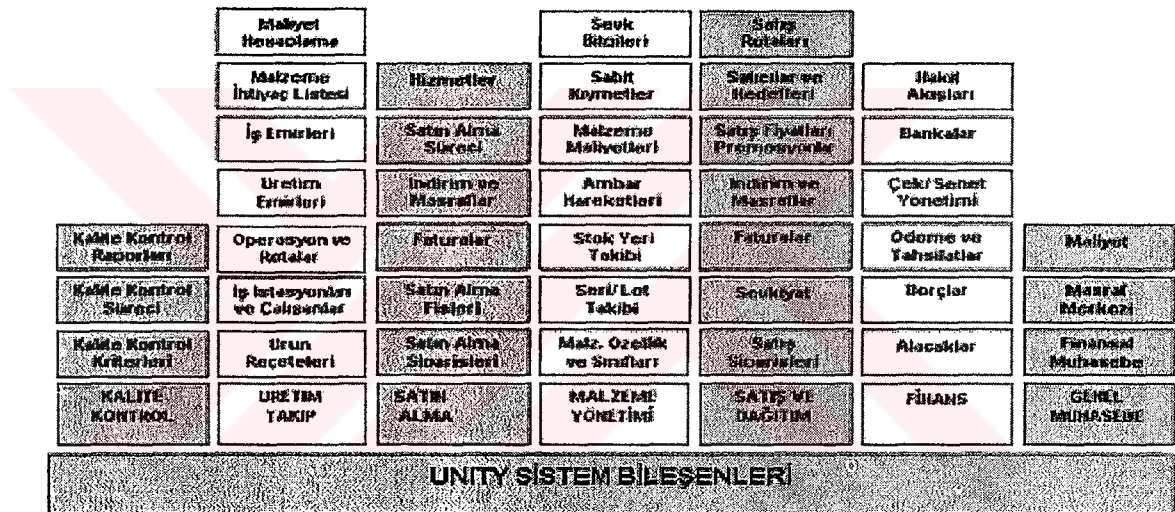 Maliyet
Hesaplama
Sevk
Bilgileri
Satış
Rotaları
Malzeme
İhtiyaç Listesi
Hizmetler
Sabit
Kıymetler
Satıcılar ve
Hedefleri
Nakit
Akışları
İş Emirleri
Satın Alma
Süreci
Malzeme
Maliyetleri
Satış Fiyatları
Promosyonlar
Bankalar
Üretim
Emirleri
İndirim ve
Masraflar
Ambar
Hareketleri
İndirim ve
Masraflar
Çek/Senet
Yönetimi
Kalite Kontrol
Raporları
Operasyon ve
Rotalar
Faturalar
Stok Yeri
Takibi
Faturalar
Ödeme ve
Tahsilatlar
Maliyet
Kalite Kontrol
Süreci
İş İstasyonları
ve Çalışanlar
Satın Alma
Fişleri
Seri/Lot
Takibi
Sevkiyat
Borçlar
Masraf
Merkezi
Kalite Kontrol
Kriterleri
Ürün
Reçeteleri
Satın Alma
Siparişleri
Malz. Özellik
ve Sınıfları
Satış
Siparişleri
Alacaklar
Finansal
Muhasebe
KALİTE
KONTROL
ÜRETİM
TAKİP
SATIN
ALMA
MALZEME
YÖNETİMİ
SATIŞ VE
DAĞITIM
FİNANS
GENEL
MUHASEBE
UNITY SİSTEM BİLEŞENLERİ